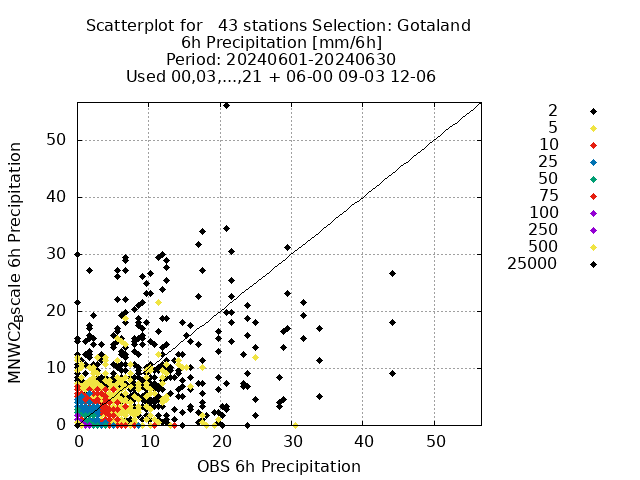 Scatterplot for   43 stations Selection: Gotaland
6h Precipitation [mm/6h]
Period: 20240601-20240630
Used 00,03,...,21 + 06-00 09-03 12-06
MNWC2Bscale 6h Precipitation
50
40
30
20
10
0
0 10 20 30 40 50
OBS 6h Precipitation
2
5
10
25
50
75
100
250
500
25000